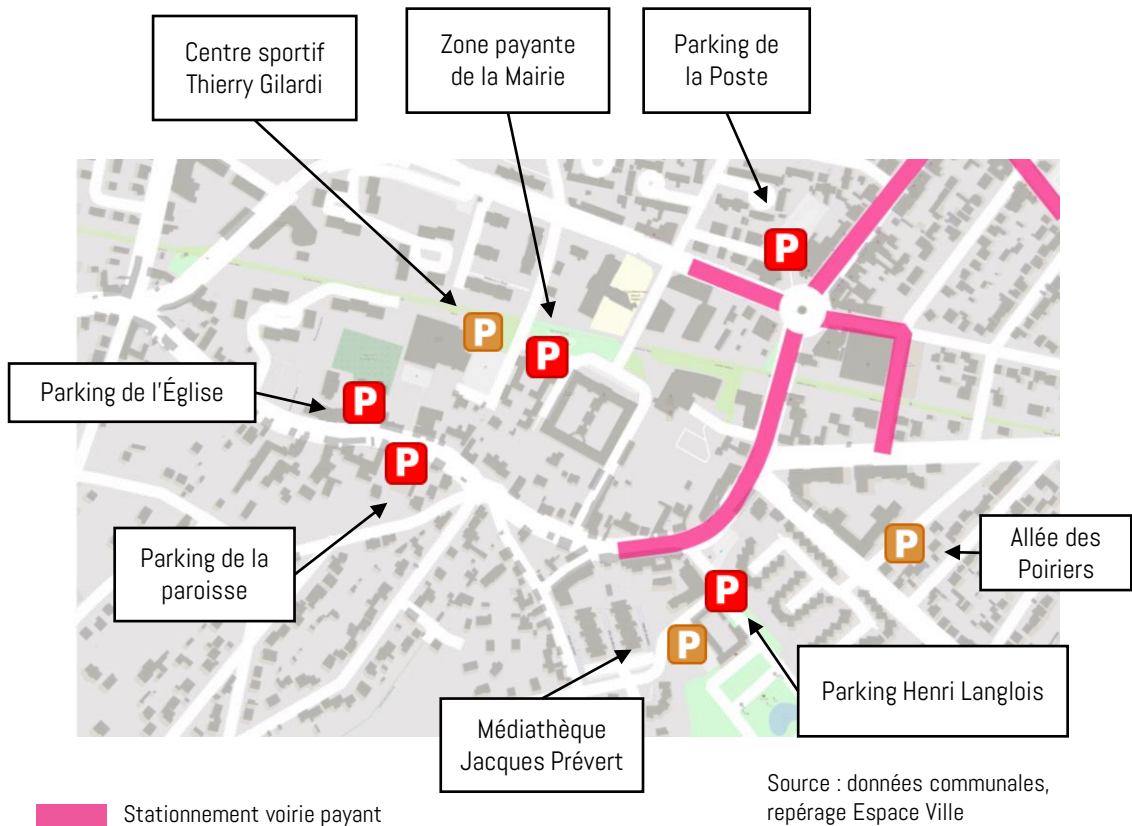 Centre sportif
Thierry Gilardi
Zone payante
de la Mairie
Parking de
la Poste
P
P
P
Parking de l'Église
P
P
Parking de la
paroisse
P
Allée des
Poiriers
P
P
Parking Henri Langlois
Médiathèque
Jacques Prévert
Stationnement voirie payant
Source : données communales,
repérage Espace Ville